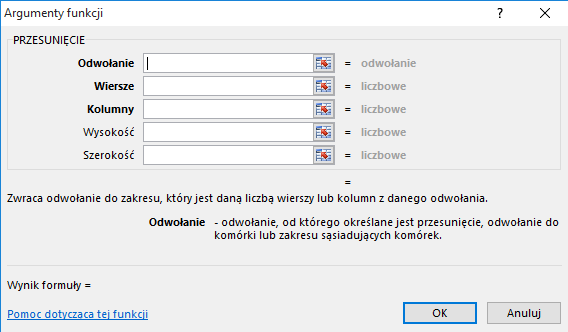 Argumenty funkcji
PRZESUNIĘCIE
Odwołanie = odwołanie
Wiersze = liczbowe
Kolumny = liczbowe
Wysokość = liczbowe
Szerokość = liczbowe
=
Zwraca odwołanie do zakresu, który jest daną liczbą wierszy lub kolumn z danego odwołania.
Odwołanie - odwołanie, od którego określane jest przesunięcie, odwołanie do
komórki lub zakresu sąsiadujących komórek.
Wynik formuły =
Pomoc dotycząca tej funkcji
OK Anuluj